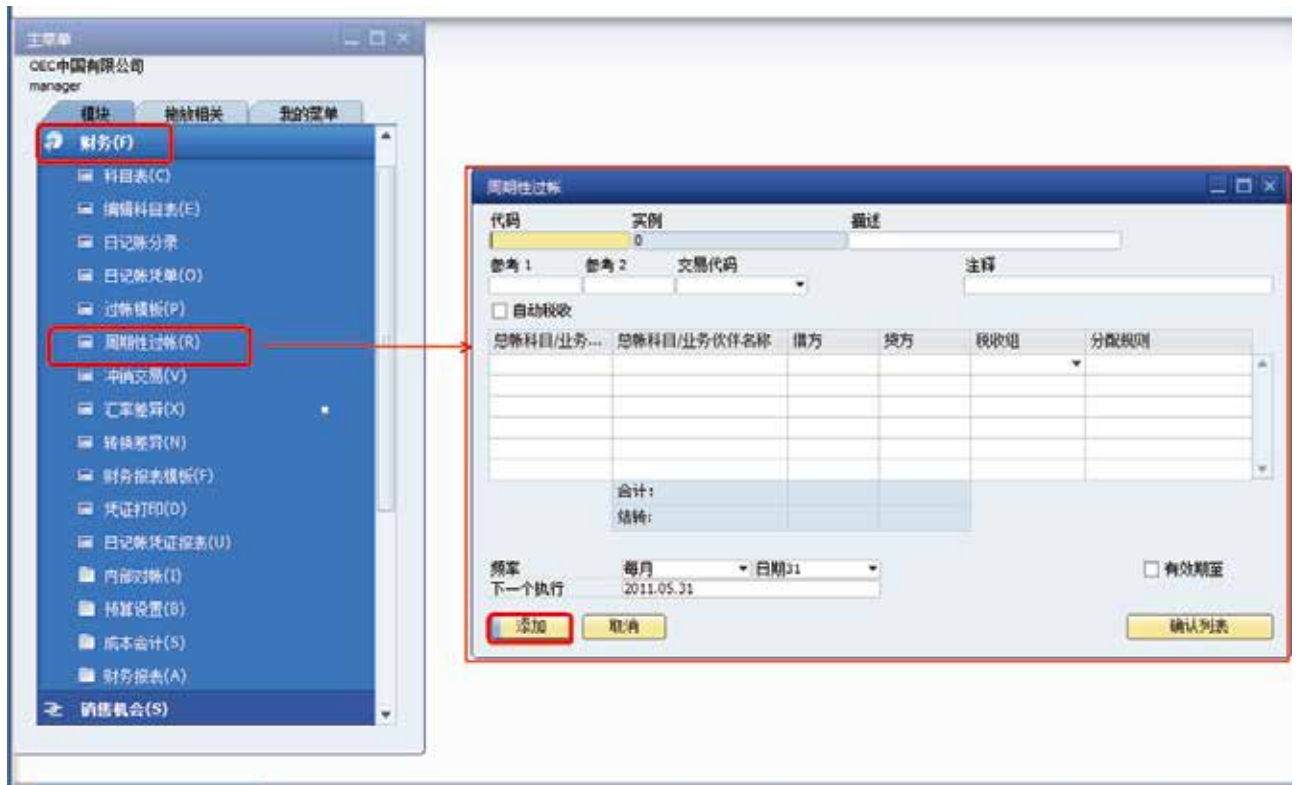 主菜单
OEC中国有限公司
manager
模块 拖放相关 我的菜单
财务(F)
科目表(C)
编辑科目表(E)
日记账分录
日记帐凭单(O)
过帐模板(P)
周期性过帐(R)
冲销交易(V)
汇率差异(X)
转换差异(N)
财务报表模板(F)
凭证打印(D)
日记帐凭证报表(U)
内部对帐(I)
预算设置(B)
成本会计(S)
财务报表(A)
销售机会(S)
周期性过帐
代码 实例 描述
0
参考 1 参考 2 交易代码 注释
自动税收
总帐科目/业务... 总帐科目/业务伙伴名称 借方 贷方 税收组 分配规则
合计:
结转:
频率 每月 日期31 有效期至
下一个执行 2011.05.31
添加 取消 确认列表